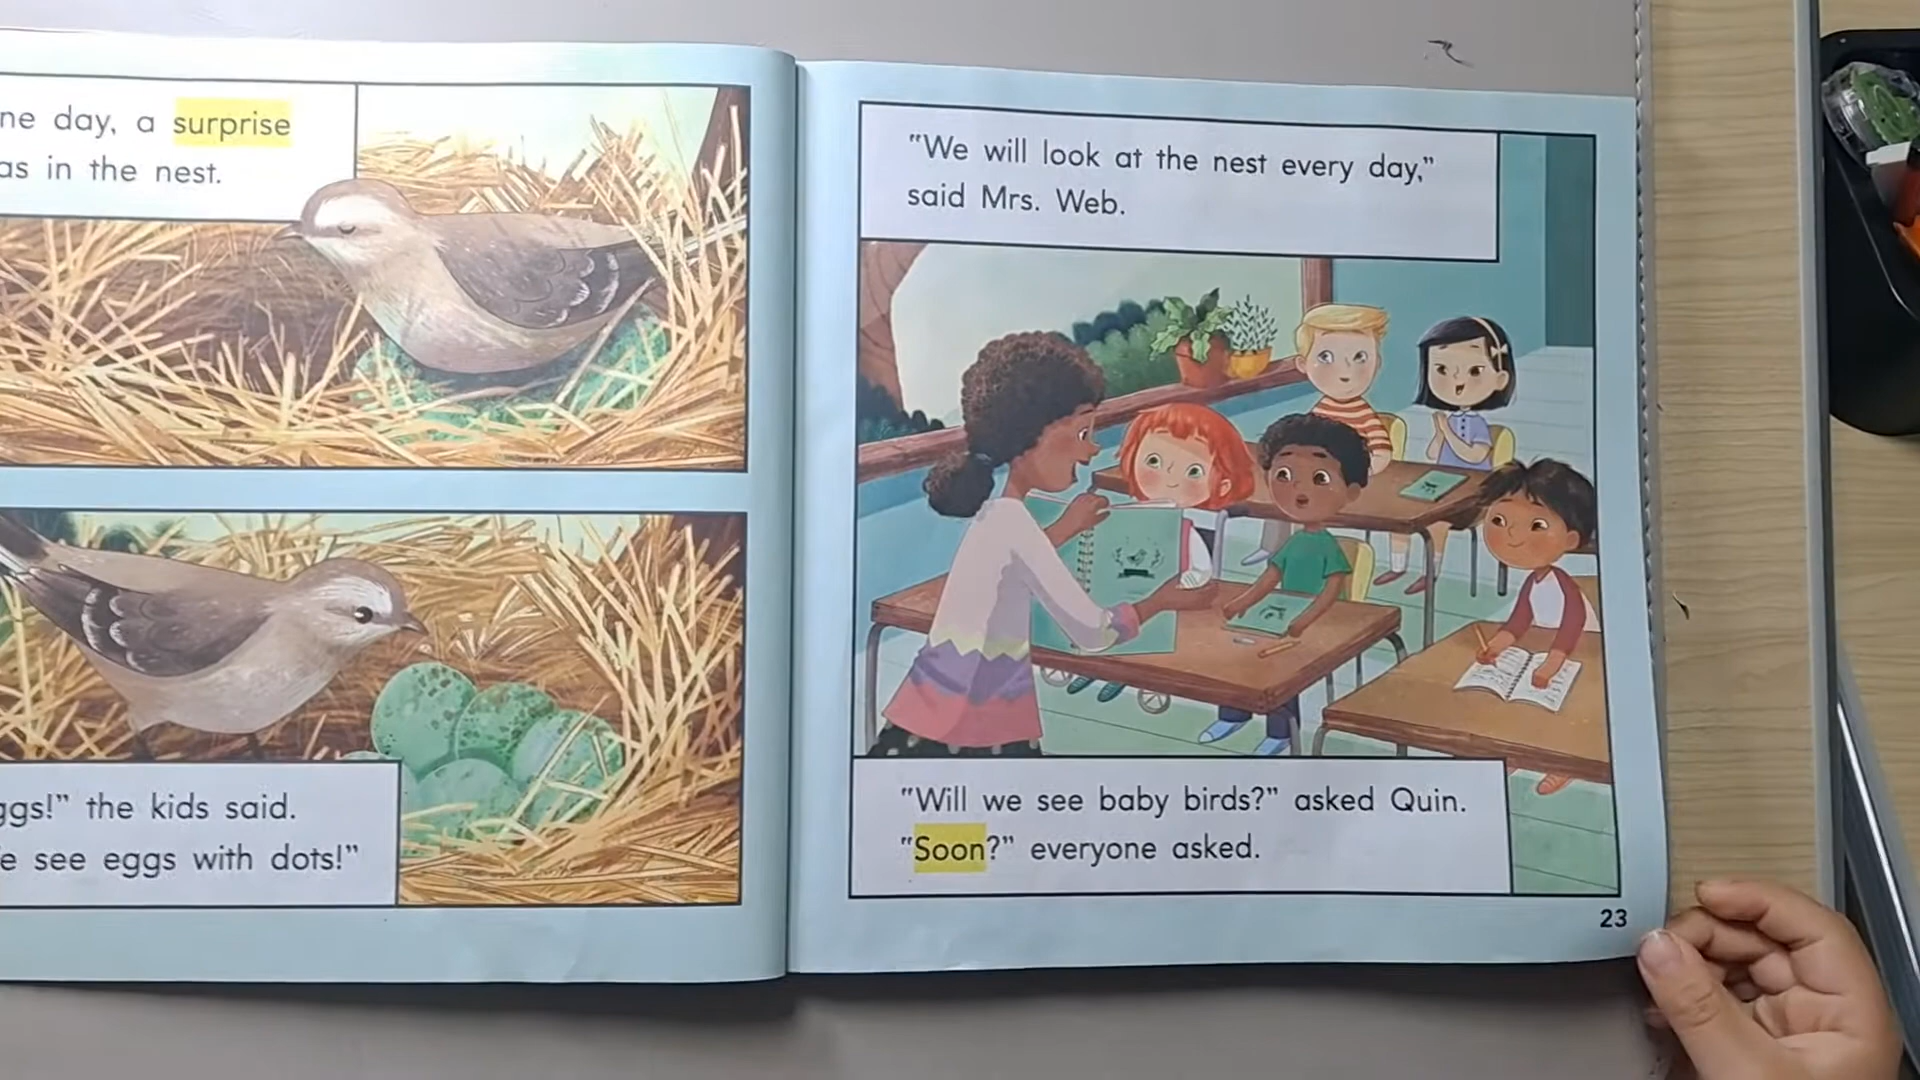 ne day, a surprise
as in the nest.
ggs!” the kids said.
e see eggs with dots!”
“We will look at the nest every day,”
said Mrs. Web.
“Will we see baby birds?” asked Quin.
“Soon?” everyone asked.
23